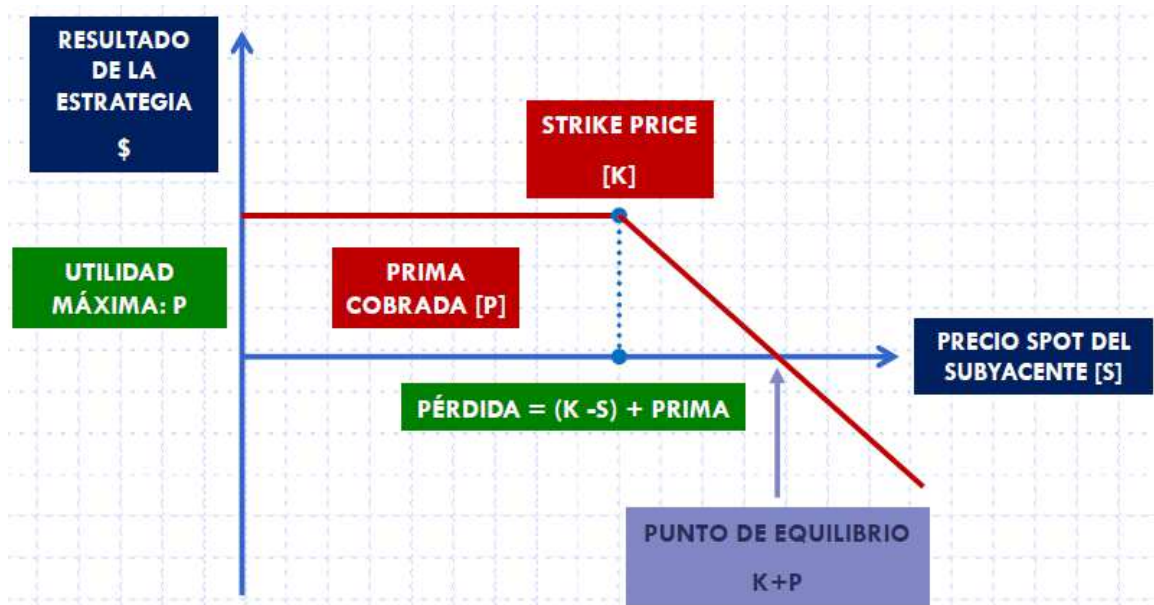 RESULTADO
DE LA
ESTRATEGIA
$
STRIKE PRICE
[K]
UTILIDAD
MÁXIMA: P
PRIMA
COBRADA [P]
PRECIO SPOT DEL
SUBYACENTE [S]
PÉRDIDA = (K -S) + PRIMA
PUNTO DE EQUILIBRIO
K+P